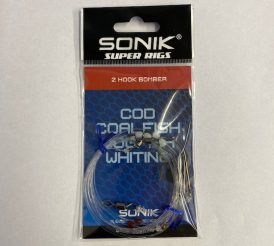 SONIK®
SUPER RIGS
2 HOOK BOMBER
COD
COALFISH
WHITING
SONIK